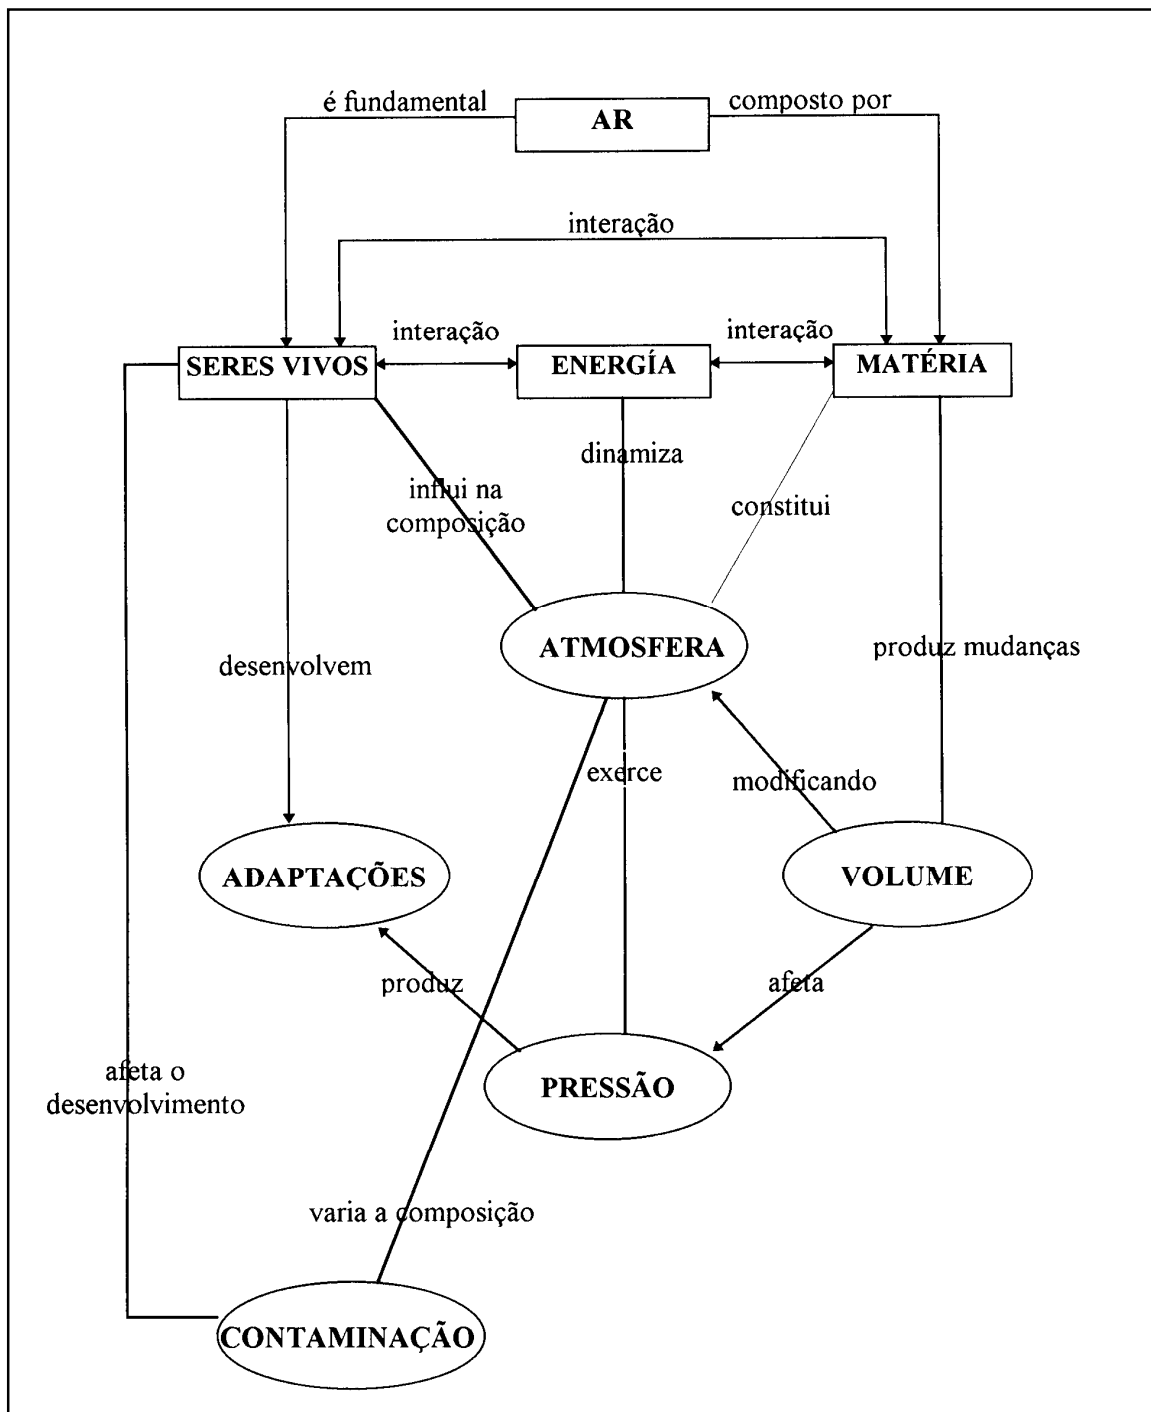 é fundamental
AR
composto por
interação
interação
interação
SERES VIVOS
ENERGÍA
MATÉRIA
dinamiza
influi na
composição
constitui
ATMOSFERA
produz mudanças
desenvolvem
exerce
modificando
ADAPTAÇÕES
VOLUME
produz
afeta
afeta o
desenvolvimento
PRESSÃO
varia a composição
CONTAMINAÇÃO